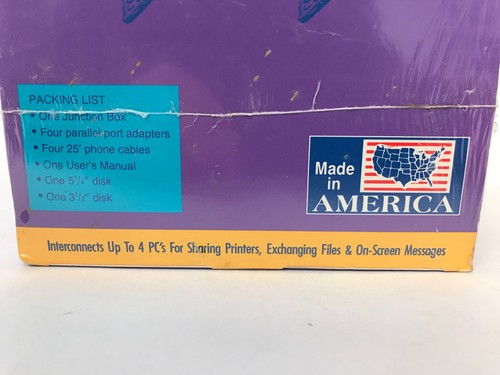 PACKING LIST
• One Junction Box
• Four parallel port adapters
• Four 25' phone cables
• One User's Manual
• One 5¼" disk
• One 3½" disk
Made
in
AMERICA
Interconnects Up To 4 PC's For Sharing Printers, Exchanging Files & On-Screen Messages